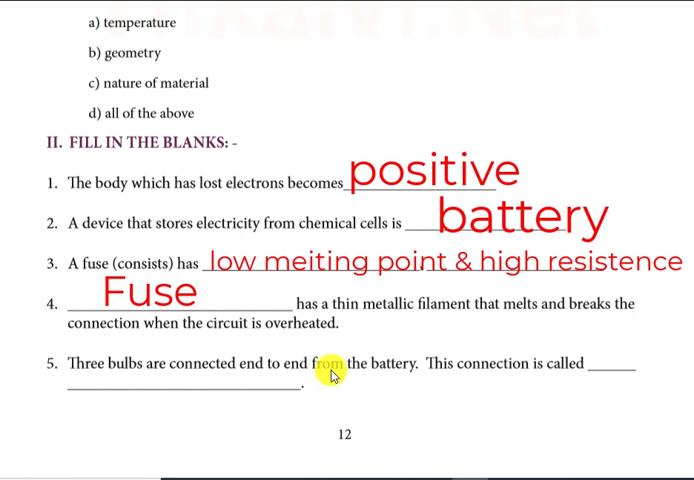 a) temperature
b) geometry
c) nature of material
d) all of the above
II. FILL IN THE BLANKS: -
1. The body which has lost electrons becomes positive
2. A device that stores electricity from chemical cells is battery
3. A fuse (consists) has low meiting point & high resistence
4. Fuse has a thin metallic filament that melts and breaks the
connection when the circuit is overheated.
5. Three bulbs are connected end to end from the battery. This connection is called ______
______.
12